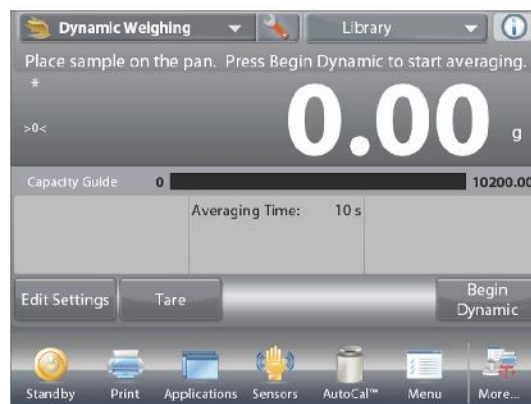 Dynamic Weighing Library
Place sample on the pan. Press Begin Dynamic to start averaging.
*
>0<
0.00 g
Capacity Guide 0 10200.00
Averaging Time: 10 s
Edit Settings Tare Begin Dynamic
Standby Print Applications Sensors AutoCal™ Menu More...